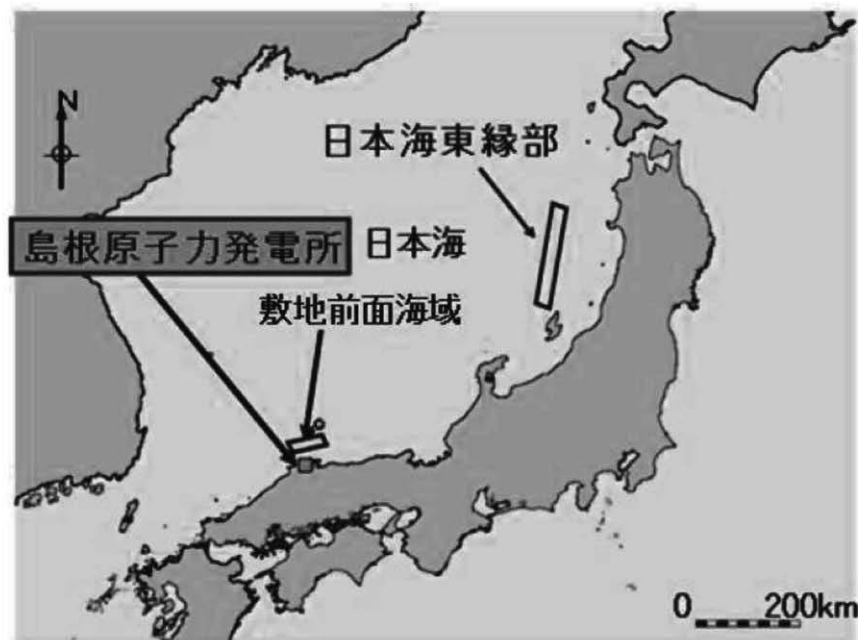 N
日本海東縁部
島根原子力発電所
日本海
敷地前面海域
0 200km